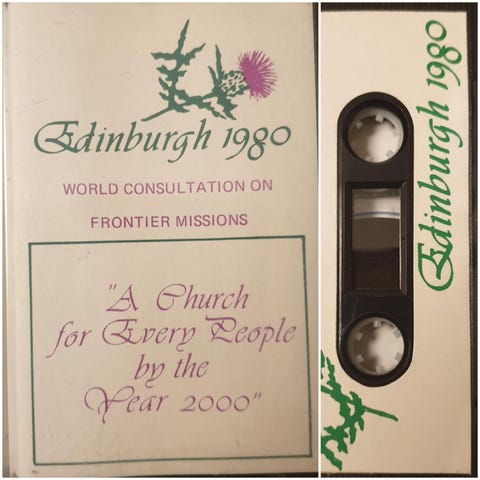 Edinburgh 1980
WORLD CONSULTATION ON
FRONTIER MISSIONS
"A Church
for Every People
by the
Year 2000"
Edinburgh 1980